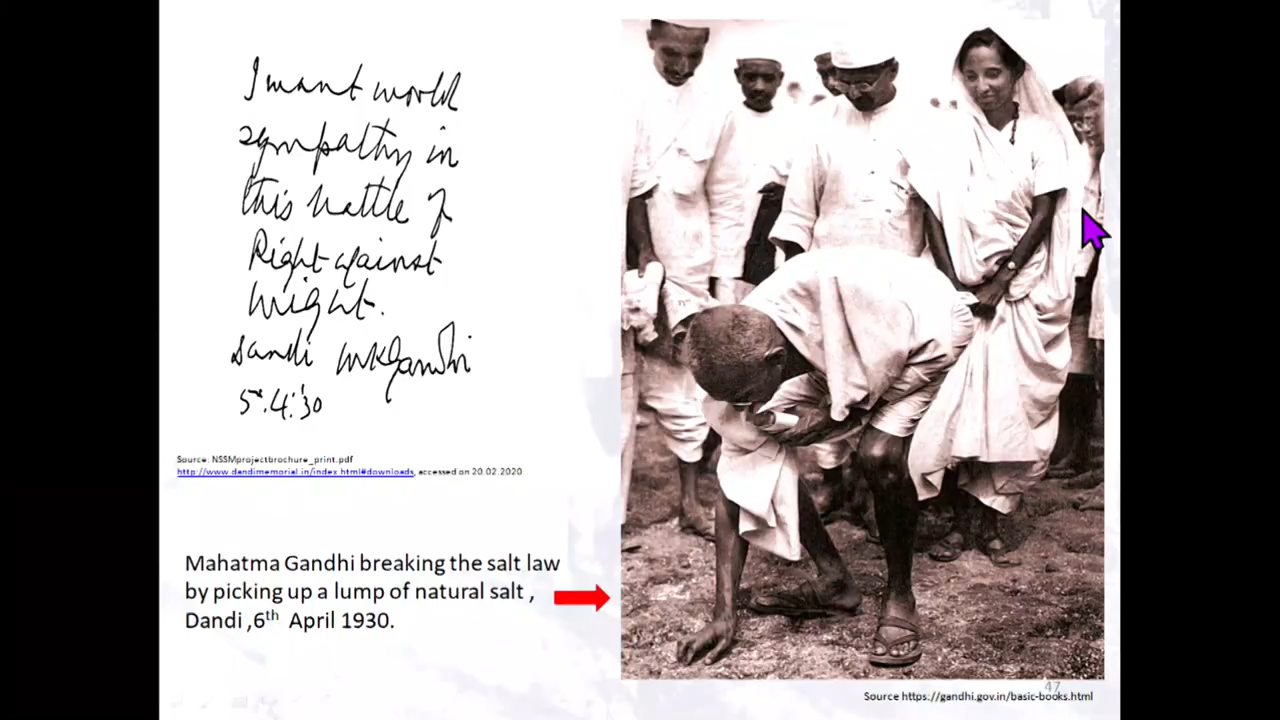 I want world
sympathy in
this battle of
Right against
might.
Dandi MKGandhi
5.4.'30
Source: NSSMprojectbrochure_print.pdf
http://www.dandimemorial.in/index.html#downloads, accessed on 20.02.2020
Mahatma Gandhi breaking the salt law
by picking up a lump of natural salt ,
Dandi ,6th April 1930.
47
Source https://gandhi.gov.in/basic-books.html